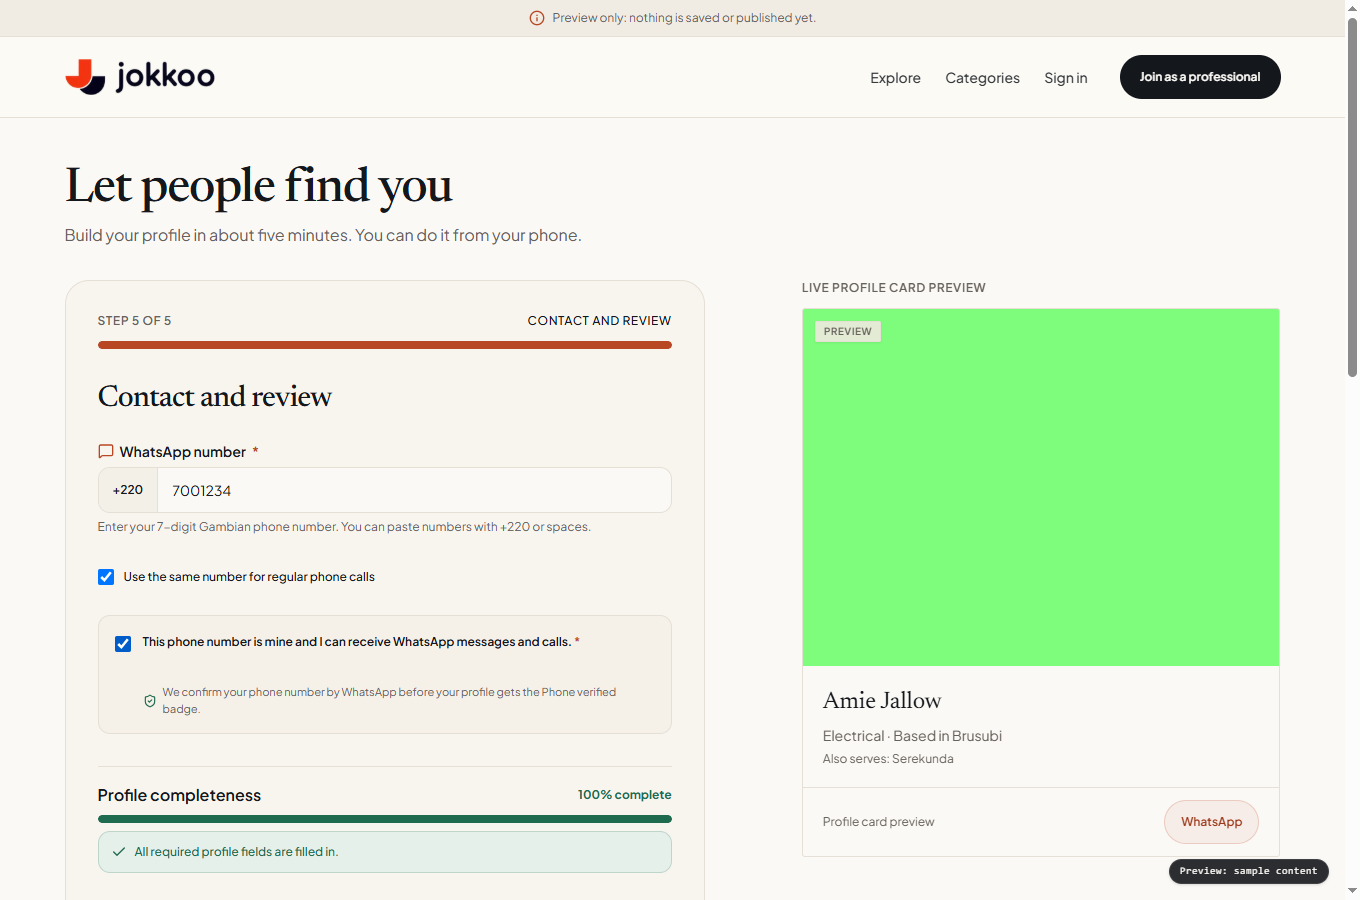 Preview only: nothing is saved or published yet.
jokkoo
Explore
Categories
Sign in
Join as a professional
Let people find you
Build your profile in about five minutes. You can do it from your phone.
STEP 5 OF 5
CONTACT AND REVIEW
Contact and review
WhatsApp number *
+220
7001234
Enter your 7-digit Gambian phone number. You can paste numbers with +220 or spaces.
Use the same number for regular phone calls
This phone number is mine and I can receive WhatsApp messages and calls. *
We confirm your phone number by WhatsApp before your profile gets the Phone verified
badge.
Profile completeness
100% complete
All required profile fields are filled in.
LIVE PROFILE CARD PREVIEW
PREVIEW
Amie Jallow
Electrical · Based in Brusubi
Also serves: Serekunda
Profile card preview
WhatsApp
Preview: sample content